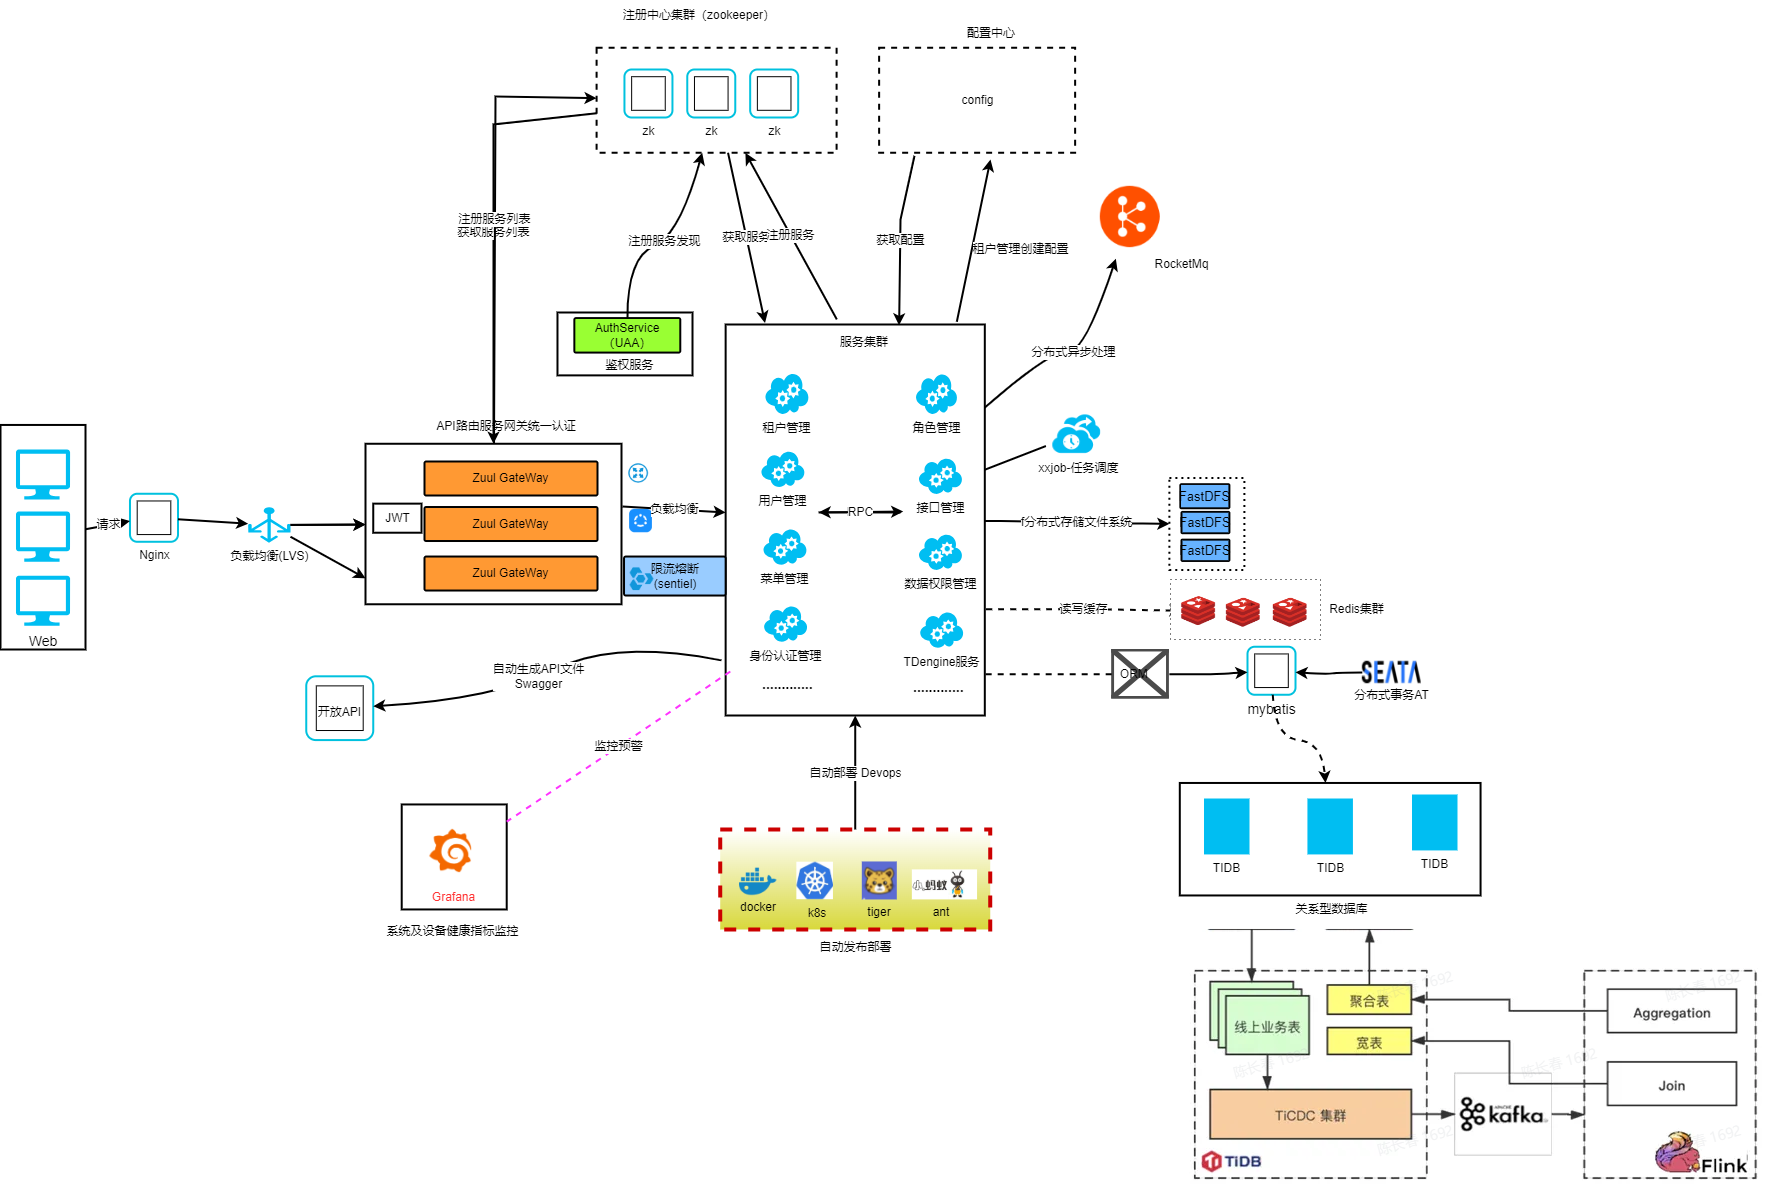 注册中心集群（zookeeper）
配置中心
zk
zk
zk
config
注册服务列表
获取服务列表
注册服务发现
获取服务
注册服务
获取配置
租户管理创建配置
RocketMq
AuthService
（UAA）
鉴权服务
服务集群
分布式异步处理
租户管理
角色管理
API路由服务网关统一认证
xxjob-任务调度
Zuul GateWay
用户管理
接口管理
FastDFS
请求
JWT
Zuul GateWay
负载均衡
RPC
f分布式存储文件系统
FastDFS
Nginx
负载均衡(LVS)
FastDFS
Zuul GateWay
限流熔断
(sentiel)
菜单管理
数据权限管理
读写缓存
Redis集群
Web
身份认证管理
TDengine服务
自动生成API文件
Swagger
ORM
SEATA
分布式事务AT
mybatis
开放API
.............
.............
监控预警
自动部署 Devops
TIDB
TIDB
TIDB
Grafana
docker
k8s
tiger
小蚂蚁
ant
关系型数据库
系统及设备健康指标监控
自动发布部署
线上业务表
聚合表
宽表
Aggregation
Join
TiCDC 集群
APACHE
kafka
TiDB
Flink
陈长春 1692